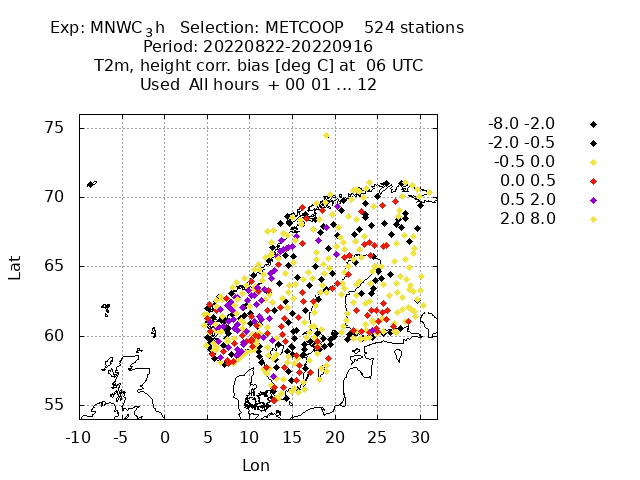 Exp: MNWC 3h Selection: METCOOP 524 stations
Period: 20220822-20220916
T2m, height corr. bias [deg C] at 06 UTC
Used All hours + 00 01 ... 12
-8.0 -2.0
-2.0 -0.5
-0.5 0.0
0.0 0.5
0.5 2.0
2.0 8.0
75
70
65
60
55
Lat
-10 -5 0 5 10 15 20 25 30
Lon